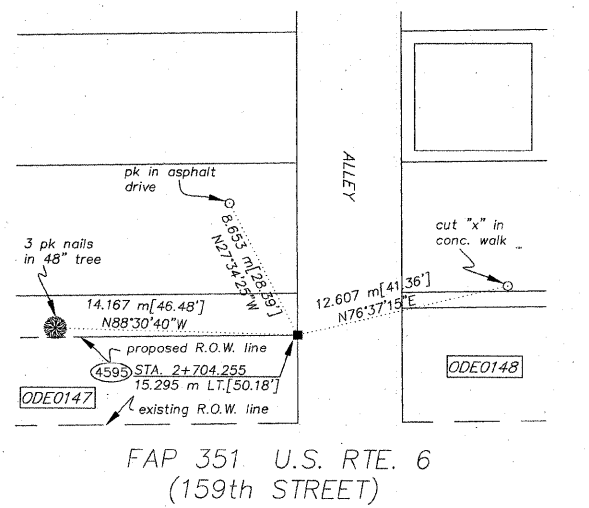 ALLEY
pk in asphalt
drive
8.653 m[28.39']
N27°34'25"W
3 pk nails
in 48" tree
cut "x" in
conc. walk
12.607 m[41.36']
N76°37'15"E
14.167 m[46.48']
N88°30'40"W
proposed R.O.W. line
4595 STA. 2+704.255
15.295 m LT.[50.18']
ODE0147
existing R.O.W. line
ODE0148
FAP 351 U.S. RTE. 6
(159th STREET)